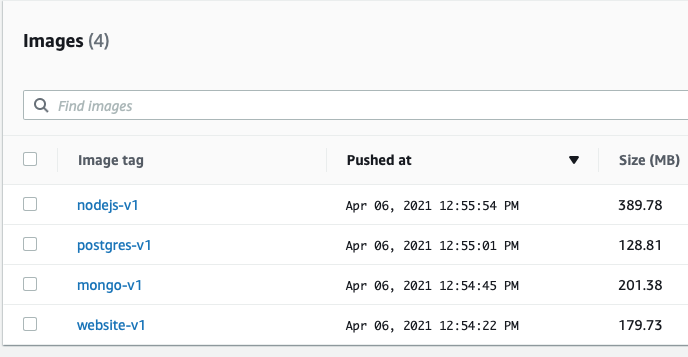 Images (4)
Find images
Image tag Pushed at Size (MB)
nodejs-v1 Apr 06, 2021 12:55:54 PM 389.78
postgres-v1 Apr 06, 2021 12:55:01 PM 128.81
mongo-v1 Apr 06, 2021 12:54:45 PM 201.38
website-v1 Apr 06, 2021 12:54:22 PM 179.73